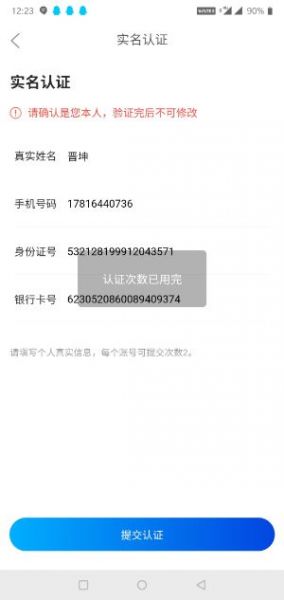 12:23 90%
实名认证
实名认证
请确认是您本人，验证完后不可修改
真实姓名 晋坤
手机号码 17816440736
身份证号 532128199912043571
认证次数已用完
银行卡号 6230520860089409374
请填写个人真实信息，每个账号可提交次数2。
提交认证